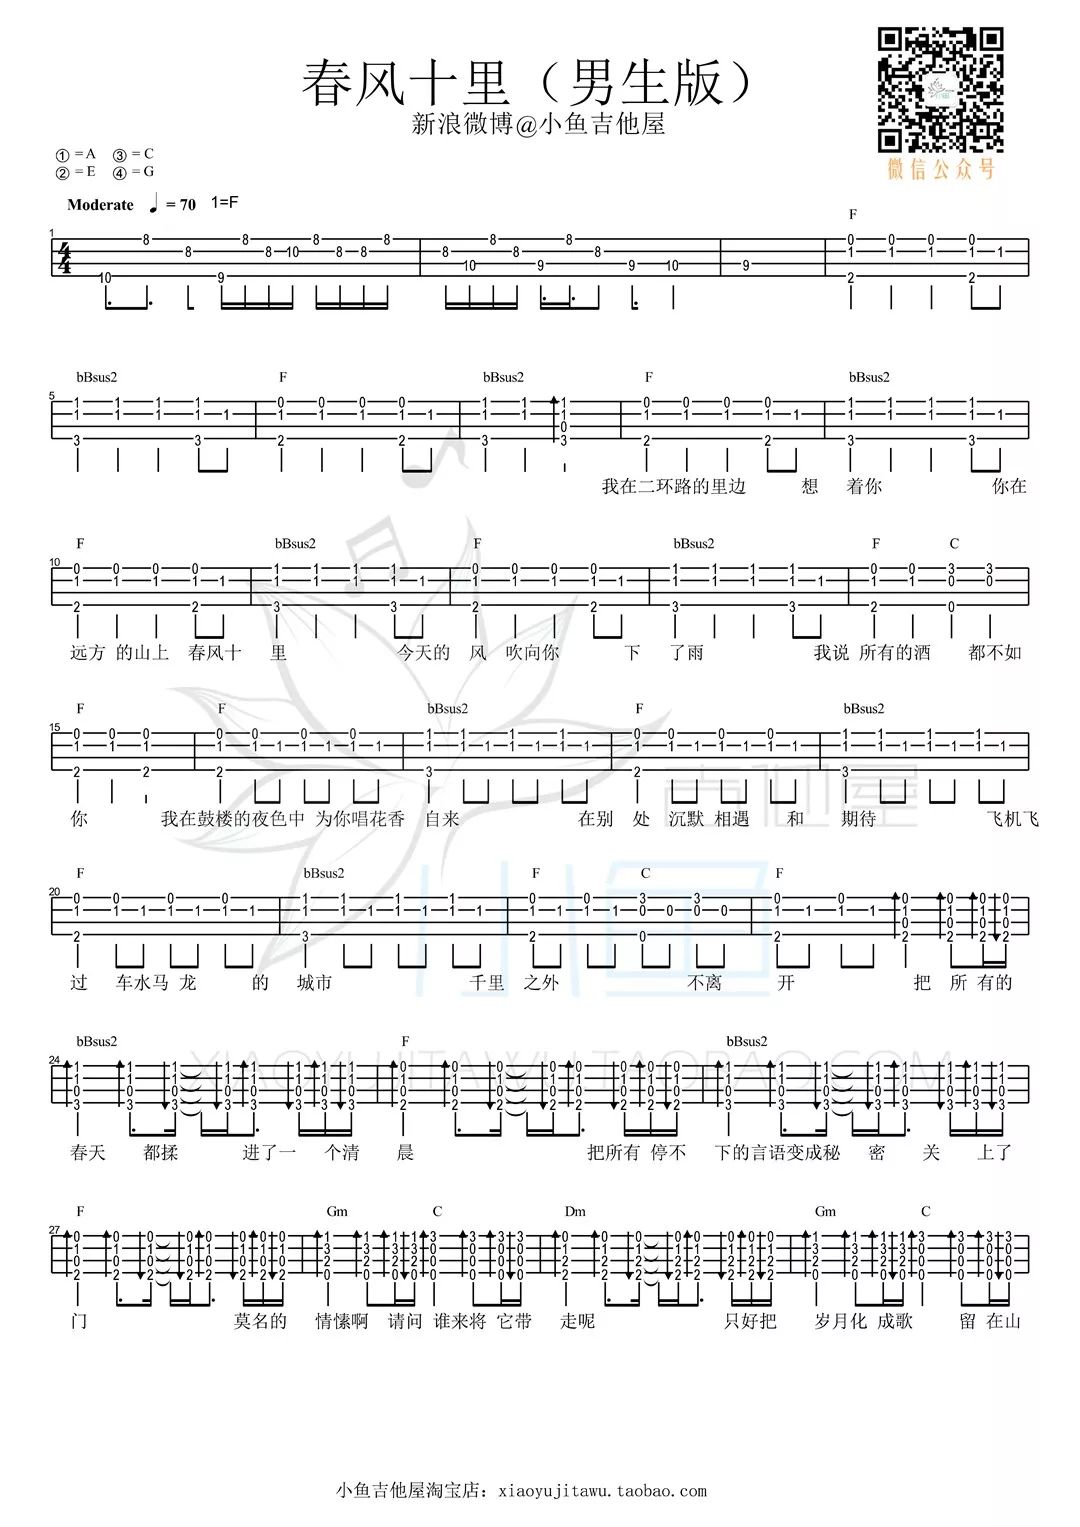 春风十里（男生版）
新浪微博@小鱼吉他屋
微信公众号
① = A ③ = C
② = E ④ = G
Moderate ♩ = 70 1=F
F
bBsus2 F bBsus2 F bBsus2
我在二环路的里边 想 着你 你在
F bBsus2 F bBsus2 F C
远方 的山上 春风十 里 今天的 风 吹向你 下 了雨 我说 所有的酒 都不如
F F bBsus2 F bBsus2
你 我在鼓楼的夜色中 为你唱花香 自来 在别 处 沉默 相遇 和 期待 飞机飞
F bBsus2 F C F
过 车水马 龙 的 城市 千里 之外 不离 开 把 所 有的
bBsus2 F bBsus2
春天 都揉 进了一 个清 晨 把所有 停不 下的言语变成秘 密 关 上了
F Gm C Dm Gm C
门 莫名的 情愫啊 请问 谁来将 它带 走呢 只好把 岁月化 成歌 留 在山
吉他屋
小鱼
XIAOYUJITAWU.TAOBAO.COM
小鱼吉他屋淘宝店：xiaoyujitawu.taobao.com